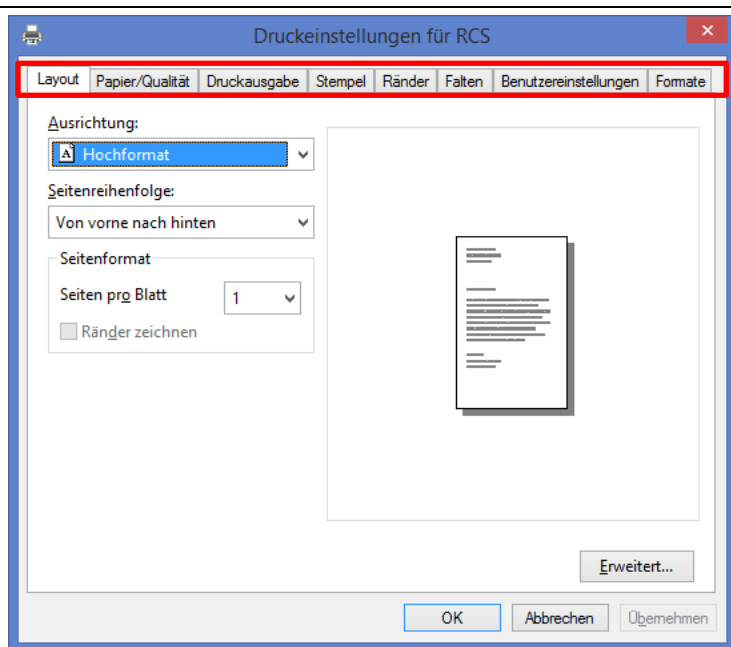 Druckeinstellungen für RCS
Layout Papier/Qualität Druckausgabe Stempel Ränder Falten Benutzereinstellungen Formate
Ausrichtung:
A Hochformat
Seitenreihenfolge:
Von vorne nach hinten
Seitenformat
Seiten pro Blatt 1
Ränder zeichnen
Erweitert...
OK Abbrechen Übernehmen